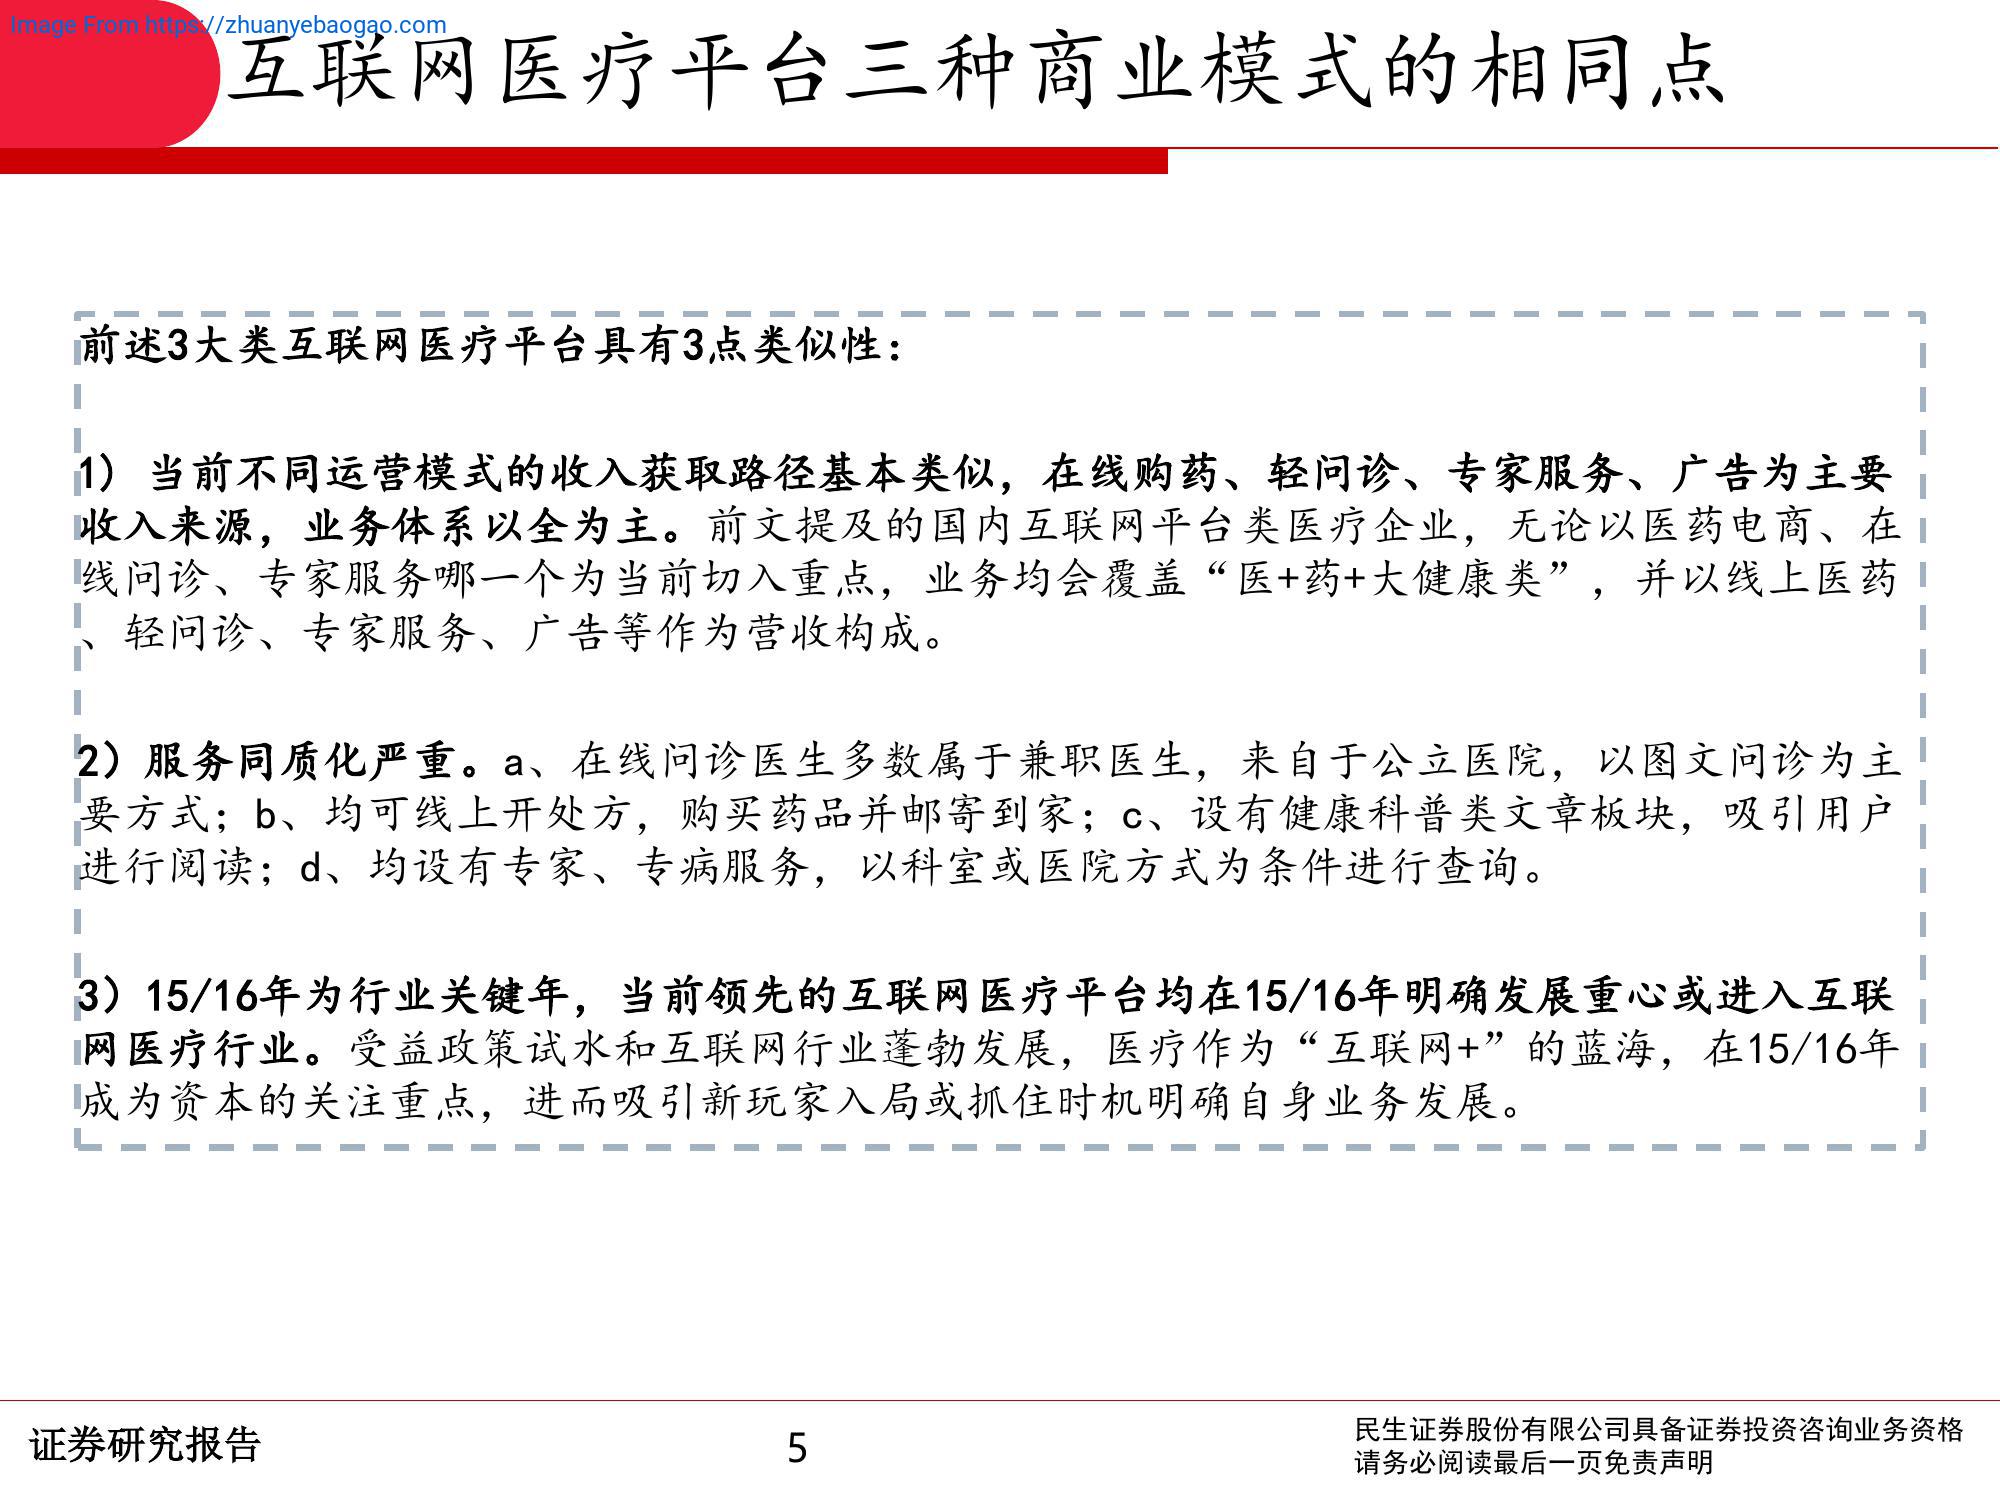 Image From https://zhuanyebaogao.com
互联网医疗平台三种商业模式的相同点
前述3大类互联网医疗平台具有3点类似性：
1）当前不同运营模式的收入获取路径基本类似，在线购药、轻问诊、专家服务、广告为主要
收入来源，业务体系以全为主。前文提及的国内互联网平台类医疗企业，无论以医药电商、在
线问诊、专家服务哪一个为当前切入重点，业务均会覆盖“医+药+大健康类”，并以线上医药
、轻问诊、专家服务、广告等作为营收构成。
2）服务同质化严重。a、在线问诊医生多数属于兼职医生，来自于公立医院，以图文问诊为主
要方式；b、均可线上开处方，购买药品并邮寄到家；c、设有健康科普类文章板块，吸引用户
进行阅读；d、均设有专家、专病服务，以科室或医院方式为条件进行查询。
3）15/16年为行业关键年，当前领先的互联网医疗平台均在15/16年明确发展重心或进入互联
网医疗行业。受益政策试水和互联网行业蓬勃发展，医疗作为“互联网+”的蓝海，在15/16年
成为资本的关注重点，进而吸引新玩家入局或抓住时机明确自身业务发展。
证券研究报告
5
民生证券股份有限公司具备证券投资咨询业务资格
请务必阅读最后一页免责声明